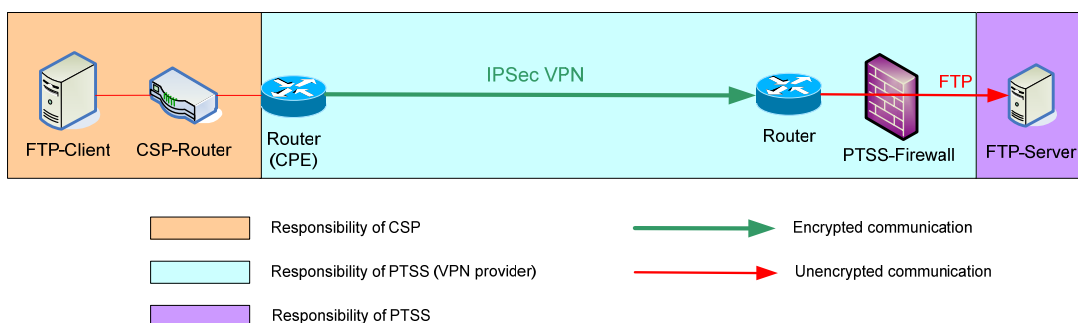 IPSec VPN
FTP
FTP-Client
CSP-Router
Router
(CPE)
Router
PTSS-Firewall
FTP-Server
Responsibility of CSP
Encrypted communication
Responsibility of PTSS (VPN provider)
Unencrypted communication
Responsibility of PTSS